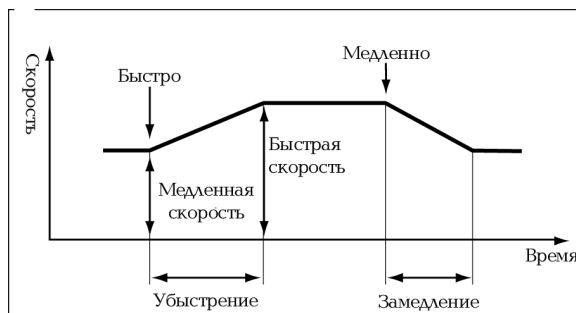 Скорость
Быстро
Медленно
Медленная
скорость
Быстрая
скорость
Время
Убыстрение
Замедление